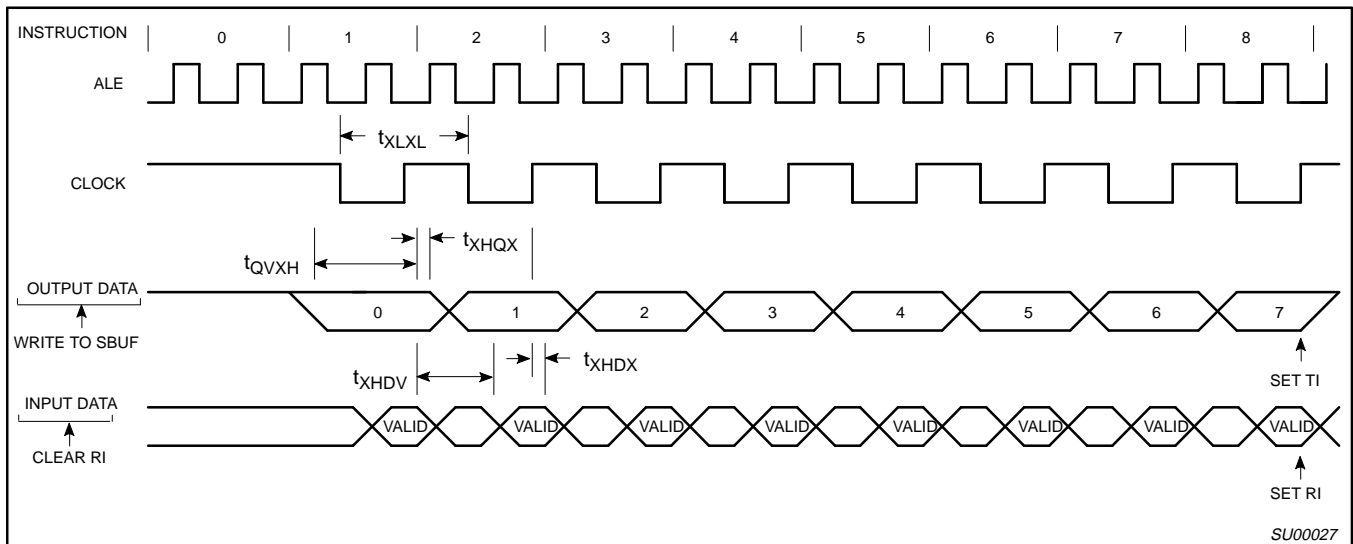 INSTRUCTION 0 1 2 3 4 5 6 7 8
ALE
tXLXL
CLOCK
tXHQX
tQVXH
OUTPUT DATA
0 1 2 3 4 5 6 7
WRITE TO SBUF
tXHDX
tXHDV
SET TI
INPUT DATA
VALID VALID VALID VALID VALID VALID VALID VALID
CLEAR RI
SET RI
SU00027